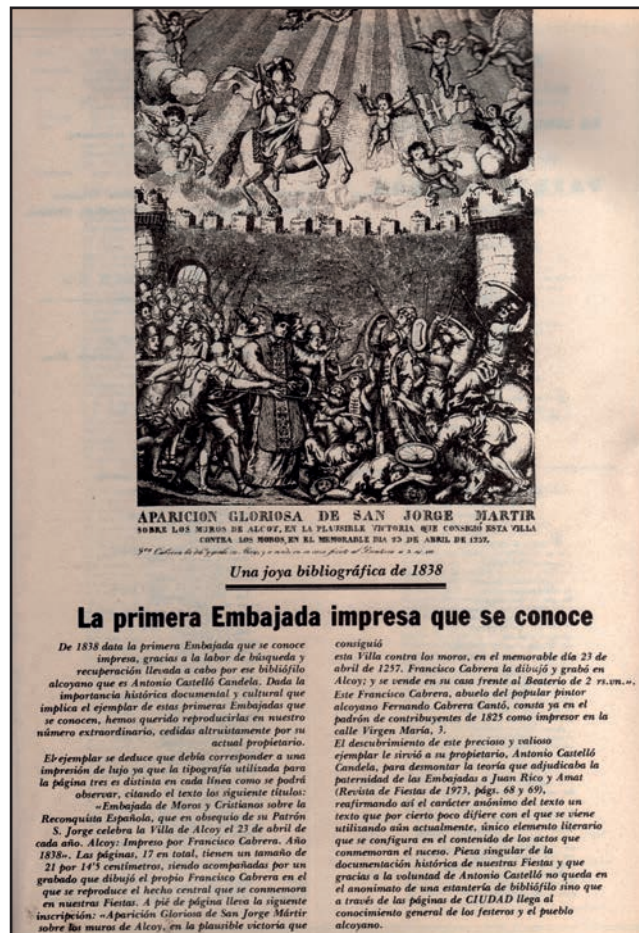 APARICION GLORIOSA DE SAN JORGE MARTIR
SOBRE LOS MUROS DE ALCOY, EN LA PLAUSIBLE VICTORIA QUE CONSIGIÓ ESTA VILLA
CONTRA LOS MOROS, EN EL MEMORABLE DIA 23 DE ABRIL DE 1257.
Una joya bibliográfica de 1838
La primera Embajada impresa que se conoce
De 1838 data la primera Embajada que se conoce
impresa, gracias a la labor de búsqueda y
recuperación llevada a cabo por ese bibliófilo
alcoyano que es Antonio Castelló Candela. Dada la
importancia histórica documental y cultural que
implica el ejemplar de estas primeras Embajadas que
se conocen, hemos querido reproducirlas en nuestro
número extraordinario, cedidas altruistamente por su
actual propietario.
El ejemplar se deduce que debía corresponder a una
impresión de lujo ya que la tipografía utilizada para
la página tres es distinta en cada línea como se podrá
observar, citando el texto los siguiente títulos:
«Embajada de Moros y Cristianos sobre la
Reconquista Española, que en obsequio de su Patrón
S. Jorge celebra la Villa de Alcoy el 23 de abril de
cada año. Alcoy: Impreso por Francisco Cabrera. Año
1838». Las páginas, 17 en total, tienen un tamaño de
21 por 14'5 centímetros, siendo acompañadas por un
grabado que dibujó el propio Francisco Cabrera en el
que se reproduce el hecho central que se conmemora
en nuestras Fiestas. A pié de página lleva la siguente
inscripción: «Aparición Gloriosa de San Jorge Mártir
sobre los muros de Alcoy, en la plausible victoria que
consiguió
esta Villa contra los moros, en el memorable día 23 de
abril de 1257. Francisco Cabrera la dibujó y grabó en
Alcoy; y se vende en su casa frente al Beaterio de 2 rs.vn.».
Este Francisco Cabrera, abuelo del popular pintor
alcoyano Fernando Cabrera Cantó, consta ya en el
padrón de contribuyentes de 1825 como impresor en la
calle Virgen María, 3.
El descubrimiento de este precioso y valioso
ejemplar le sirvió a su propietario, Antonio Castelló
Candela, para desmontar la teoría que adjudicaba la
paternidad de las Embajadas a Juan Rico y Amat
(Revista de Fiestas de 1973, págs. 68 y 69),
reafirmando así el carácter anónimo del texto un
texto que por cierto poco difiere con el que se viene
utilizando aún actualmente, único elemento literario
que se configura en el contenido de los actos que
conmemoran el suceso. Pieza singular de la
documentación histórica de nuestras Fiestas y que
gracias a la voluntad de Antonio Castelló no queda en
el anonimato de una estantería de bibliófilo sino que
a través de las páginas de CIUDAD llega al
conocimiento general de los festeros y el pueblo
alcoyano.